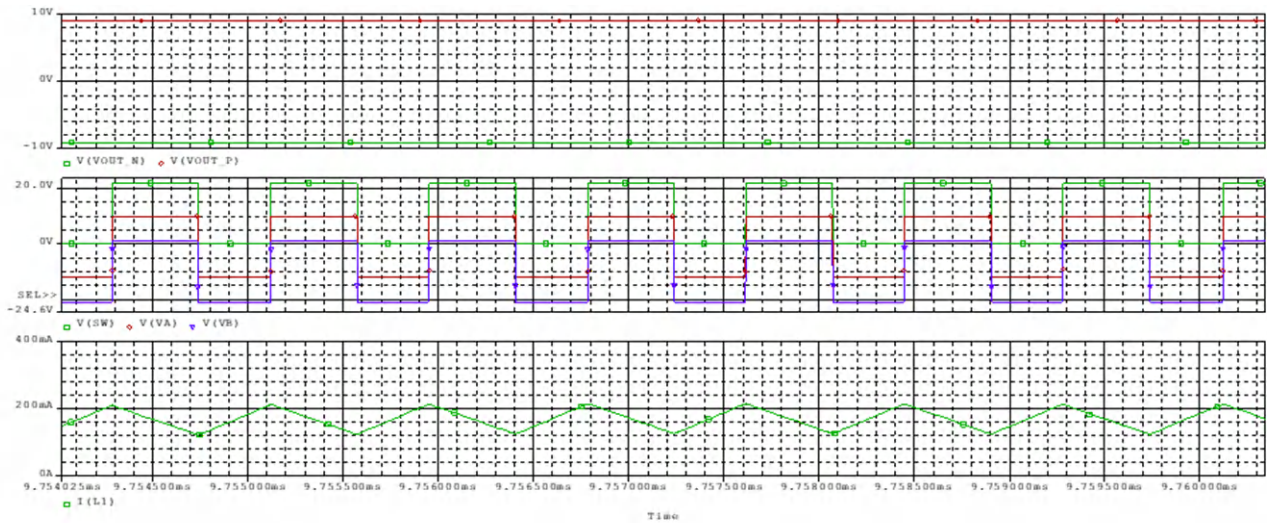 10V
0V
-10V
V(VOUT_N) V(VOUT_P)
20.0V
0V
SEL>>
-24.6V
V(SW) V(VA) V(VB)
400mA
200mA
0A
9.754025ms 9.754500ms 9.755000ms 9.755500ms 9.756000ms 9.756500ms 9.757000ms 9.757500ms 9.758000ms 9.758500ms 9.759000ms 9.759500ms 9.760000ms
I(L1)
Time